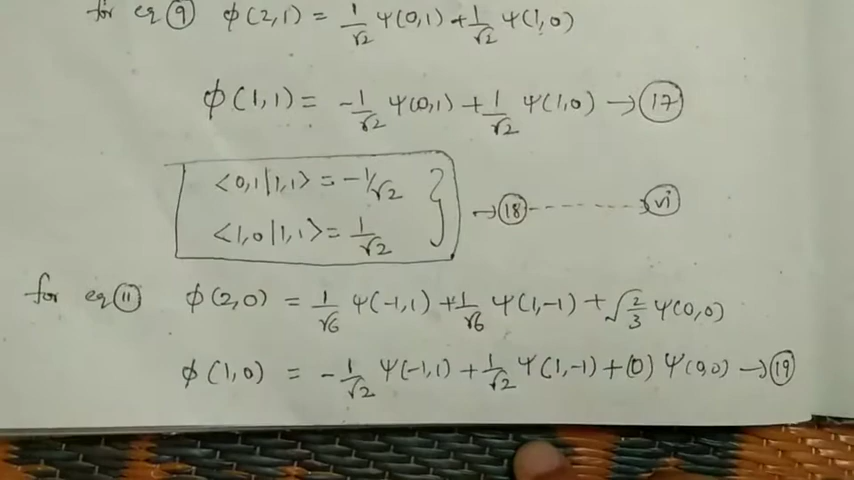 for eq ⑨ ϕ(2,1) = 1/√2 Ψ(0,1) + 1/√2 Ψ(1,0)
ϕ(1,1) = -1/√2 Ψ(0,1) + 1/√2 Ψ(1,0) → ⑰
<0,1|1,1> = -1/√2
<1,0|1,1> = 1/√2 } → ⑱ -------→ (vi)
for eq ⑪ ϕ(2,0) = 1/√6 Ψ(-1,1) + 1/√6 Ψ(1,-1) + √2/3 Ψ(0,0)
ϕ(1,0) = -1/√2 Ψ(-1,1) + 1/√2 Ψ(1,-1) + (0) Ψ(0,0) → ⑲